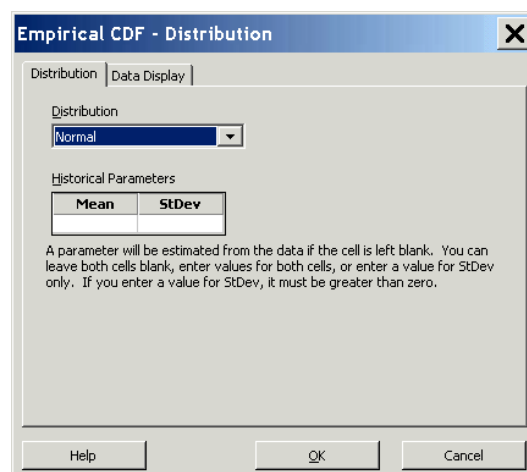 Empirical CDF - Distribution
Distribution Data Display
Distribution
Normal
Historical Parameters
Mean StDev
A parameter will be estimated from the data if the cell is left blank. You can
leave both cells blank, enter values for both cells, or enter a value for StDev
only. If you enter a value for StDev, it must be greater than zero.
Help OK Cancel